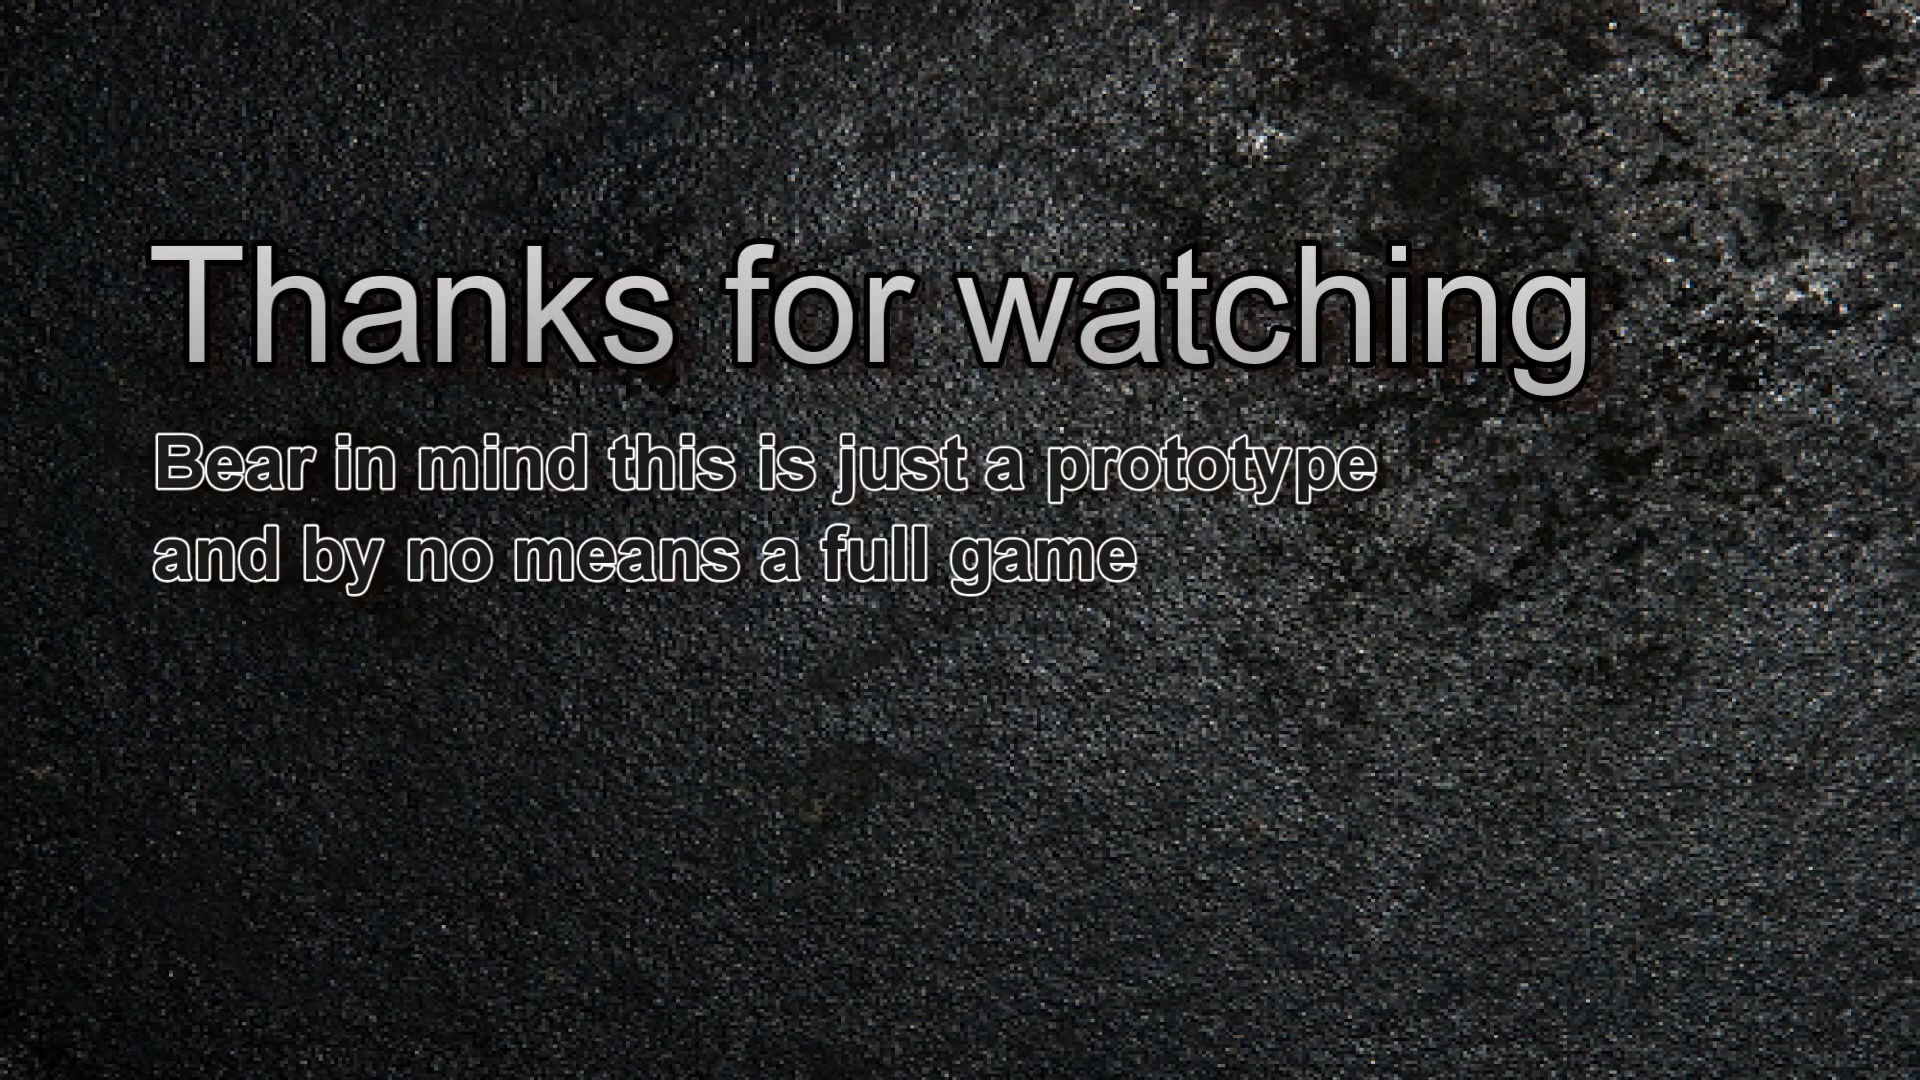 Thanks for watching
Bear in mind this is just a prototype
and by no means a full game